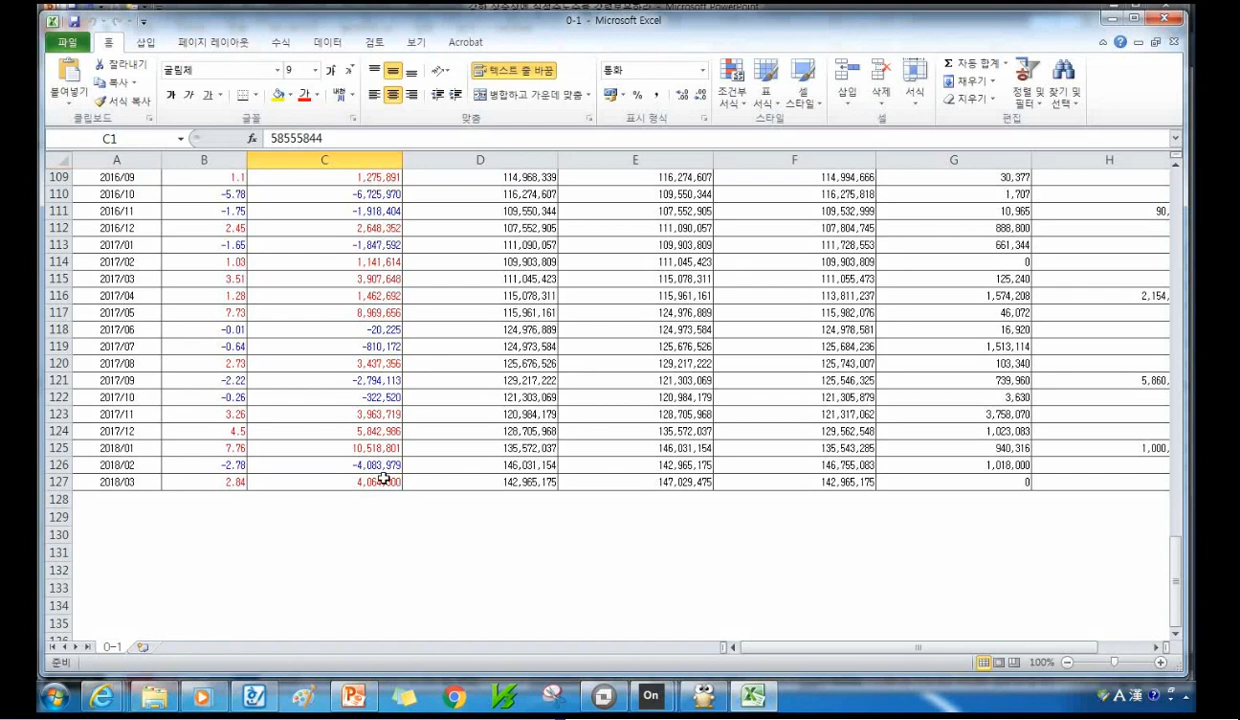 0-1 - Microsoft Excel
파일 홈 삽입 페이지 레이아웃 수식 데이터 검토 보기 Acrobat
붙여넣기 잘라내기 복사 서식 복사 클립보드
굴림체 9 글꼴
텍스트 줄 바꿈 병합하고 가운데 맞춤 맞춤
통화 표시 형식
조건부 서식 표 서식 셀 스타일 스타일
삽입 삭제 서식 셀
자동 합계 채우기 지우기 정렬 및 필터 찾기 및 선택 편집
C1 fx 58555844
A B C D E F G H
109 2016/09 1.1 1,275,891 114,968,339 116,274,607 114,994,666 30,377
110 2016/10 -5.78 -6,725,970 116,274,607 109,550,344 116,275,818 1,707
111 2016/11 -1.75 -1,918,404 109,550,344 107,552,905 109,532,999 10,965 90,
112 2016/12 2.45 2,648,352 107,552,905 111,090,057 107,804,745 888,800
113 2017/01 -1.65 -1,847,592 111,090,057 109,903,809 111,728,553 661,344
114 2017/02 1.03 1,141,614 109,903,809 111,045,423 109,903,809 0
115 2017/03 3.51 3,907,648 111,045,423 115,078,311 111,055,473 125,240
116 2017/04 1.28 1,462,692 115,078,311 115,961,161 113,811,237 1,574,208 2,154,
117 2017/05 7.73 8,969,656 115,961,161 124,976,889 115,982,076 46,072
118 2017/06 -0.01 -20,225 124,976,889 124,973,584 124,978,581 16,920
119 2017/07 -0.64 -810,172 124,973,584 125,676,526 125,684,236 1,513,114
120 2017/08 2.73 3,437,356 125,676,526 129,217,222 125,743,007 103,340
121 2017/09 -2.22 -2,794,113 129,217,222 121,303,069 125,546,325 739,960 5,860,
122 2017/10 -0.26 -322,520 121,303,069 120,984,179 121,305,879 3,630
123 2017/11 3.26 3,963,719 120,984,179 128,705,968 121,317,062 3,758,070
124 2017/12 4.5 5,842,986 128,705,968 135,572,037 129,562,548 1,023,083
125 2018/01 7.76 10,518,801 135,572,037 146,031,154 135,543,285 940,316 1,000,
126 2018/02 -2.78 -4,083,979 146,031,154 142,965,175 146,755,083 1,018,000
127 2018/03 2.84 142,965,175 147,029,475 142,965,175 0
128
129
130
131
132
133
134
135
0-1
준비 100%
On A 漢